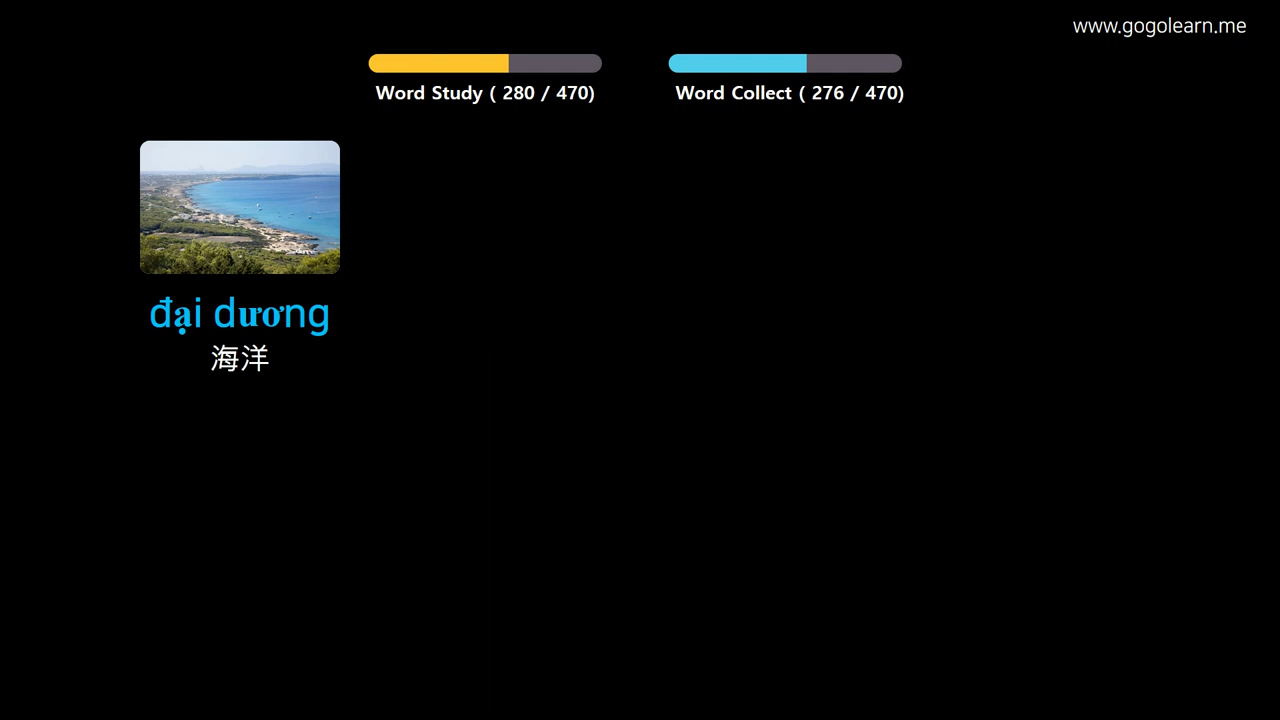 www.gogolearn.me
Word Study ( 280 / 470)
Word Collect ( 276 / 470)
đại dương
海洋